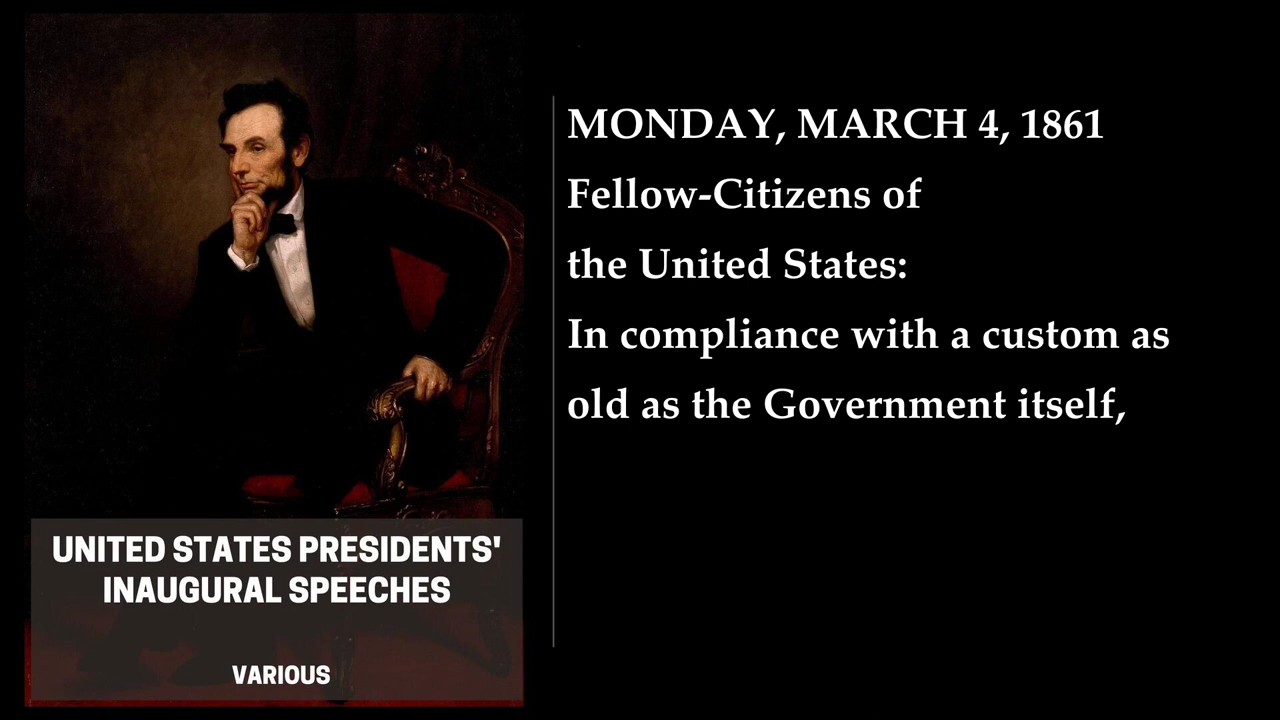 MONDAY, MARCH 4, 1861
Fellow-Citizens of
the United States:
In compliance with a custom as
old as the Government itself,
UNITED STATES PRESIDENTS'
INAUGURAL SPEECHES
VARIOUS